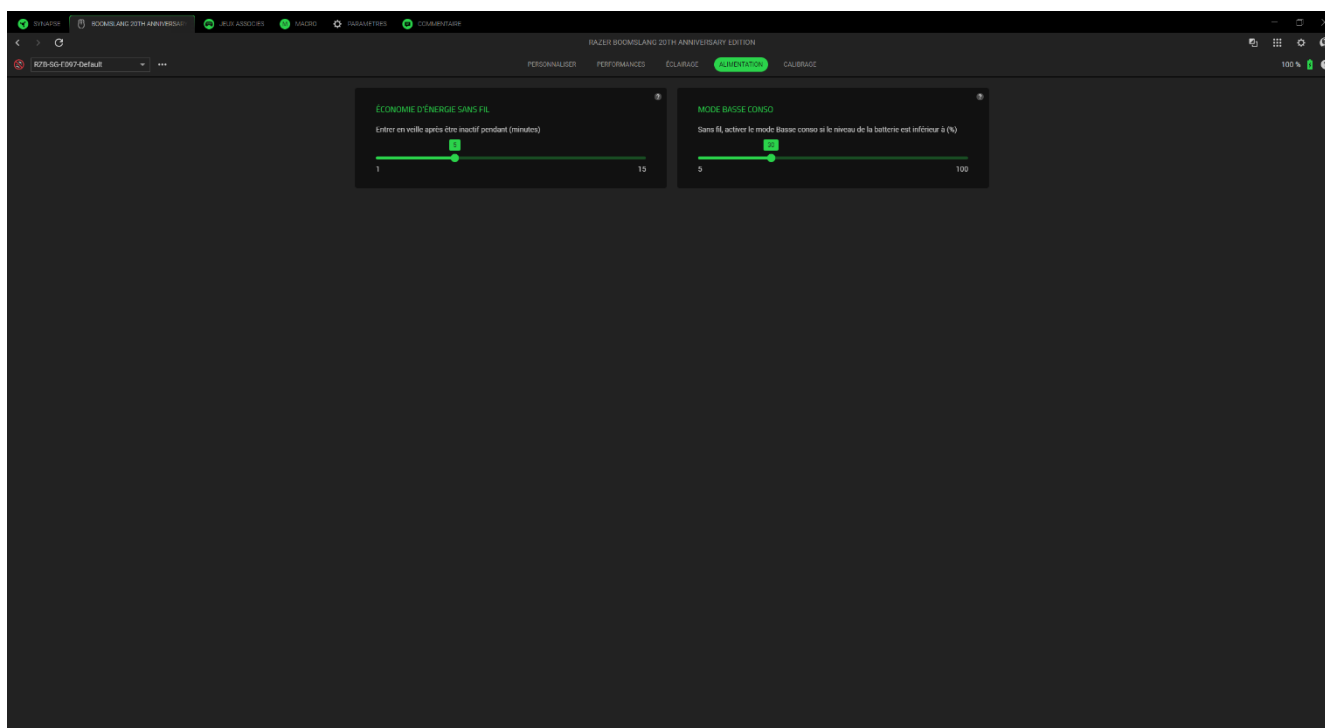 SYNAPSE BOOMSLANG 20TH ANNIVERSAR JEUX ASSOCIÉS MACRO PARAMÈTRES COMMENTAIRE
RAZER BOOMSLANG 20TH ANNIVERSARY EDITION
RZB-SG-E097-Default PERSONNALISER PERFORMANCES ÉCLAIRAGE ALIMENTATION CALIBRAGE 100 %
ÉCONOMIE D'ÉNERGIE SANS FIL
Entrer en veille après être inactif pendant (minutes)
5
1 15
MODE BASSE CONSO
Sans fil, activer le mode Basse conso si le niveau de la batterie est inférieur à (%)
30
5 100